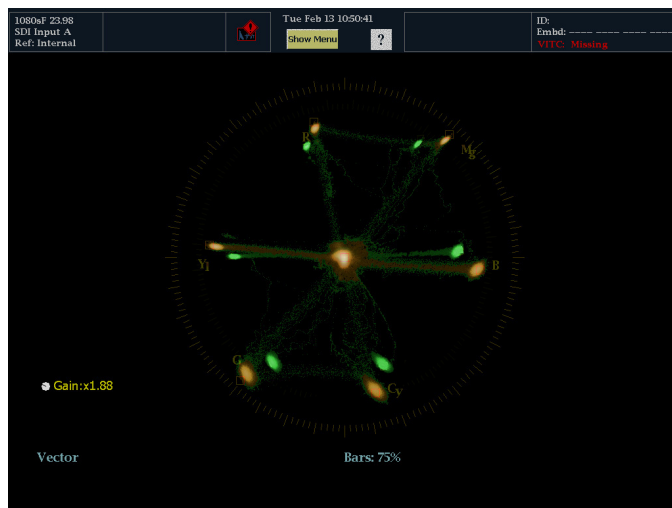 1080sF 23.98
SDI Input A
Ref: Internal
Tue Feb 13 10:50:41
Show Menu
?
ID:
Embd: ---- ---- ---- ----
VITC: Missing
R
Mg
Yl
B
G
Cy
Gain:x1.88
Vector
Bars: 75%